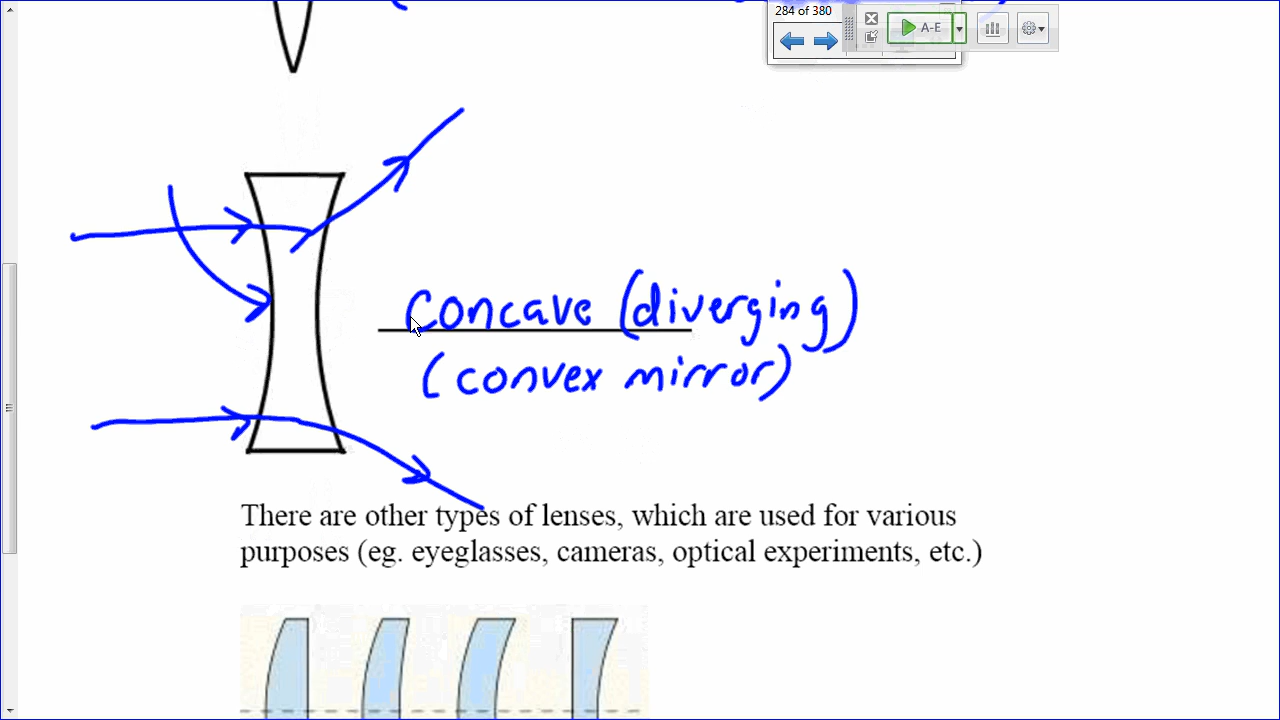 284 of 380
A-E
concave (diverging)
(convex mirror)
There are other types of lenses, which are used for various
purposes (eg. eyeglasses, cameras, optical experiments, etc.)